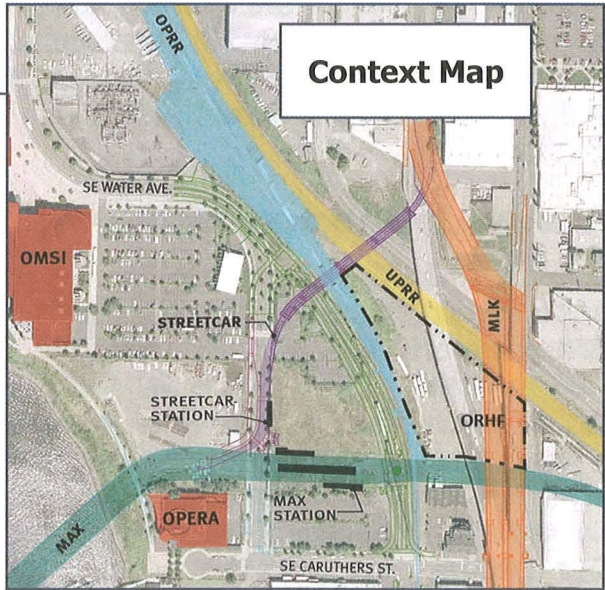 Context Map
OPRR
SE WATER AVE.
OMSI
UPRR
MLK
STREETCAR
STREETCAR
STATION
ORHF
MAX
STATION
OPERA
MAX
SE CARUTHERS ST.